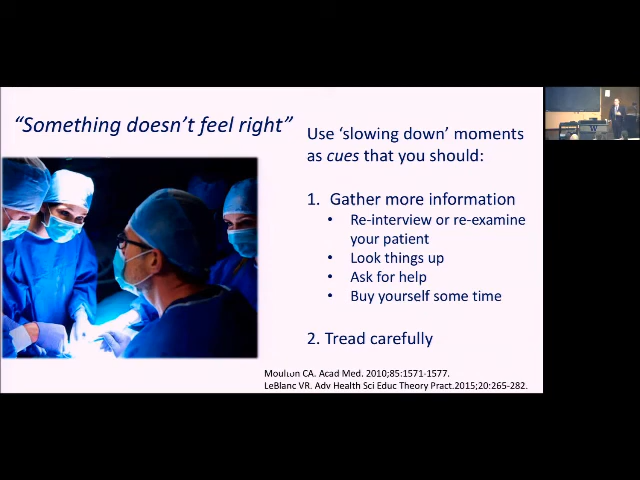 “Something doesn’t feel right”
Use ‘slowing down’ moments
as cues that you should:
1. Gather more information
• Re-interview or re-examine
your patient
• Look things up
• Ask for help
• Buy yourself some time
2. Tread carefully
Moulton CA. Acad Med. 2010;85:1571-1577.
LeBlanc VR. Adv Health Sci Educ Theory Pract.2015;20:265-282.